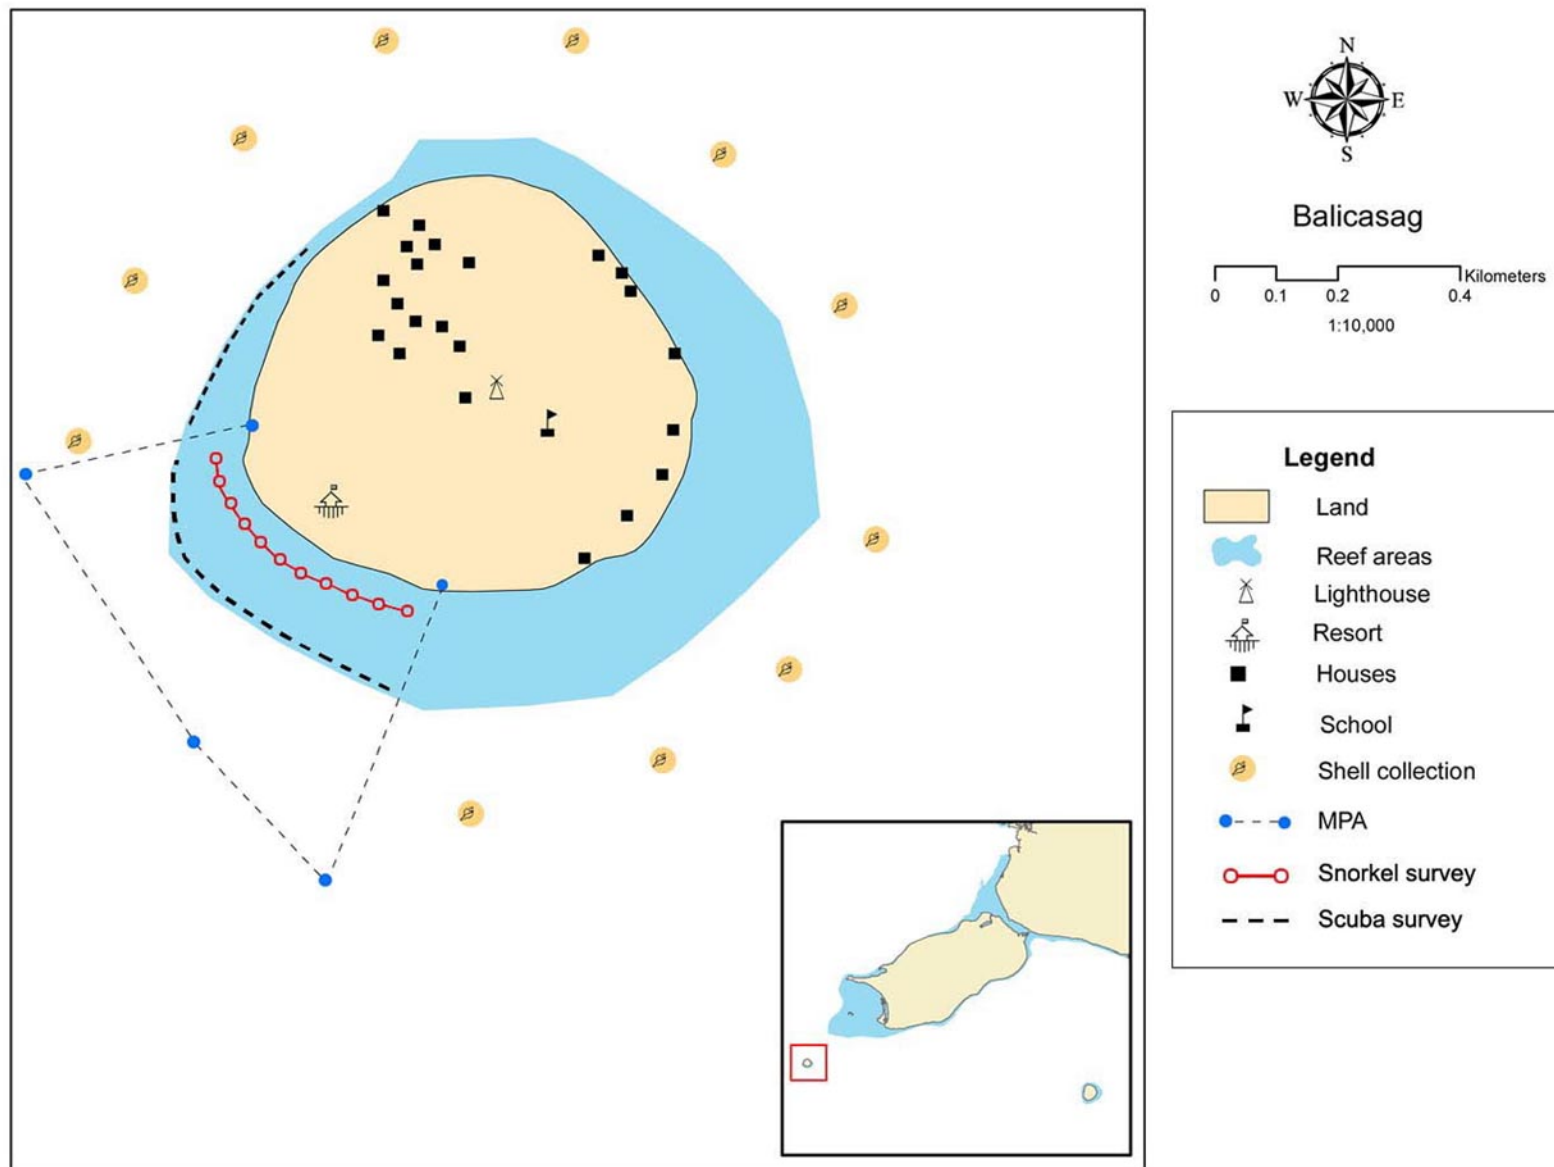 N
W E
S
Balicasag
Kilometers
0 0.1 0.2 0.4
1:10,000
Legend
Land
Reef areas
Lighthouse
Resort
Houses
School
Shell collection
MPA
Snorkel survey
Scuba survey